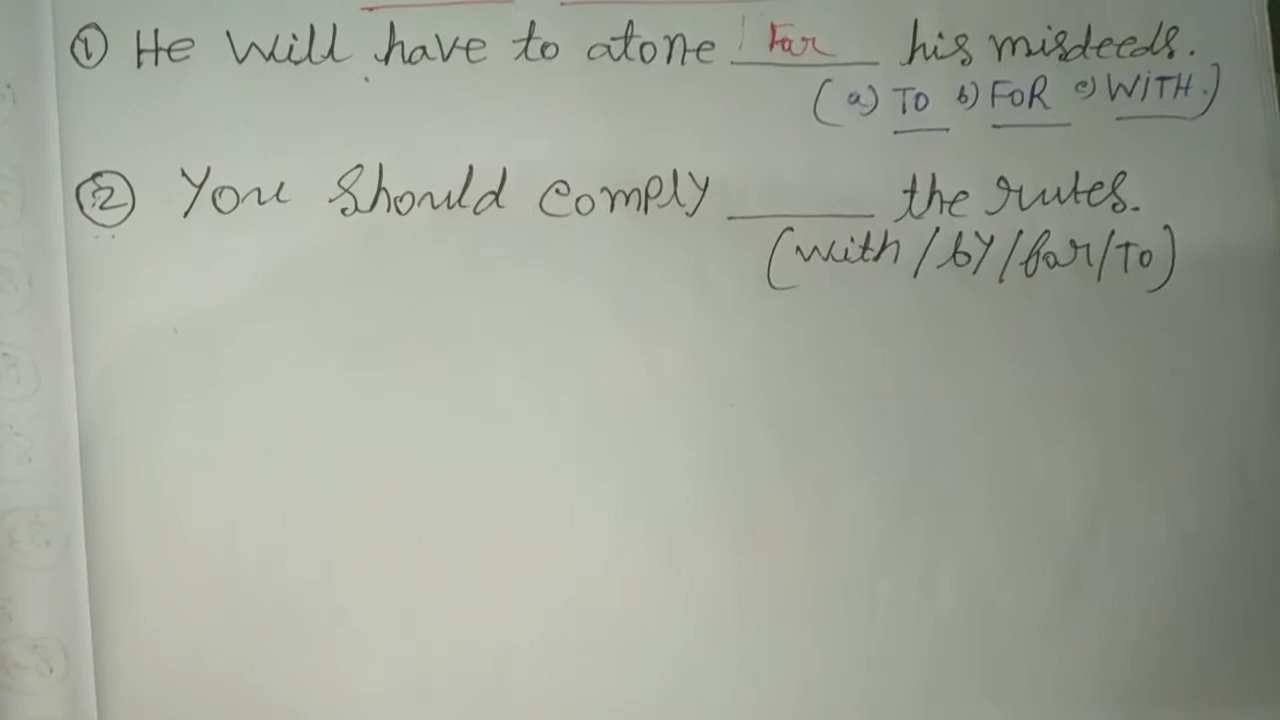 ① He will have to atone For his misdeeds.
(a) TO b) FOR c) WITH.)
② You should comply ______ the rules.
(with / by / for / To)